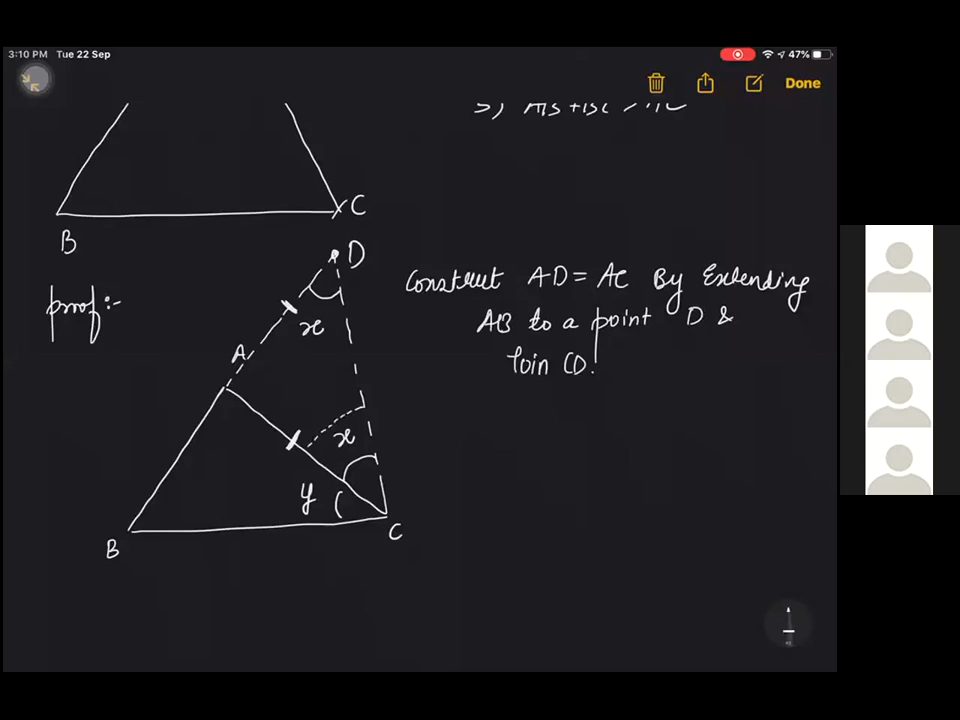 3:10 PM Tue 22 Sep
47%
Done
C
B
D
proof :-
Construct AD = AC By Extending
AB to a point D &
Join CD.
x
A
x
y
B
C